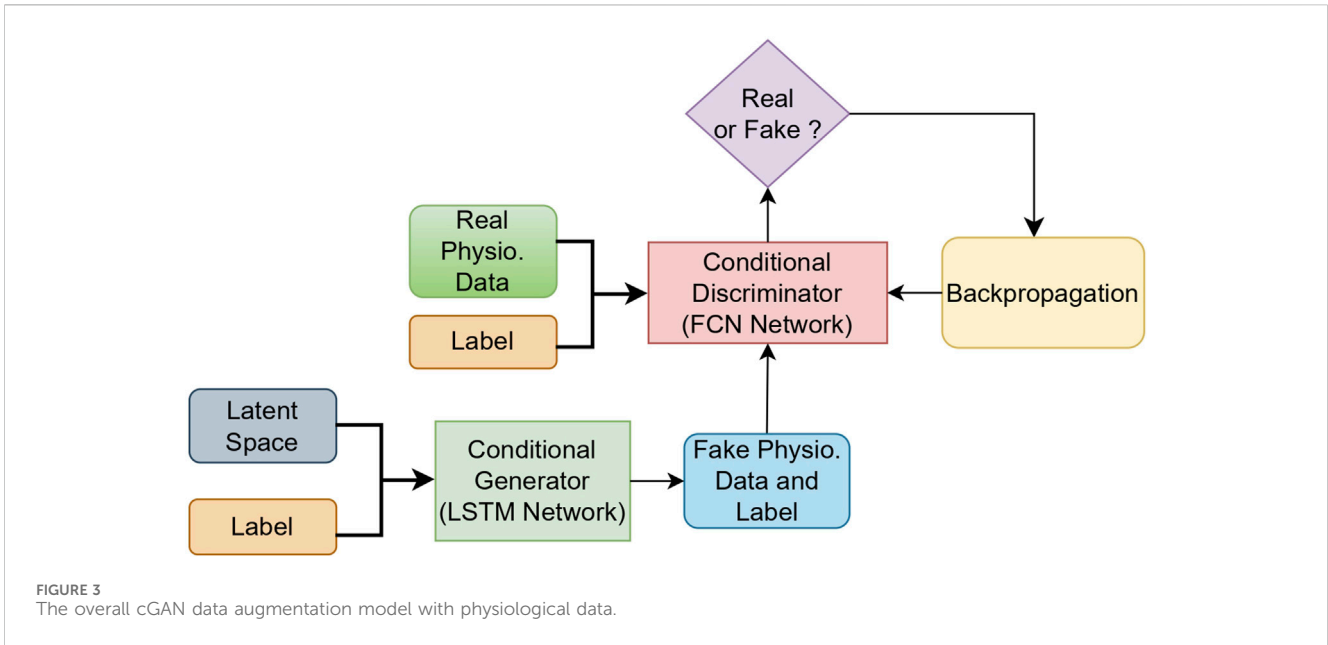 Real
or Fake ?
Real
Physio.
Data
Label
Conditional
Discriminator
(FCN Network)
Backpropagation
Latent
Space
Label
Conditional
Generator
(LSTM Network)
Fake Physio.
Data and
Label
FIGURE 3
The overall cGAN data augmentation model with physiological data.